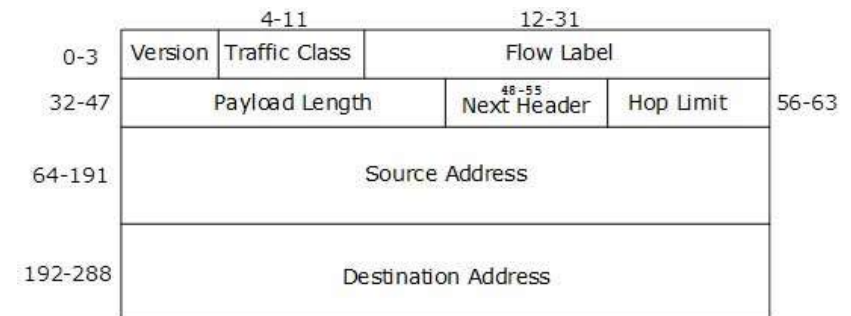 4-11 12-31
0-3 Version Traffic Class Flow Label
32-47 Payload Length 48-55 Next Header Hop Limit 56-63
64-191 Source Address
192-288 Destination Address